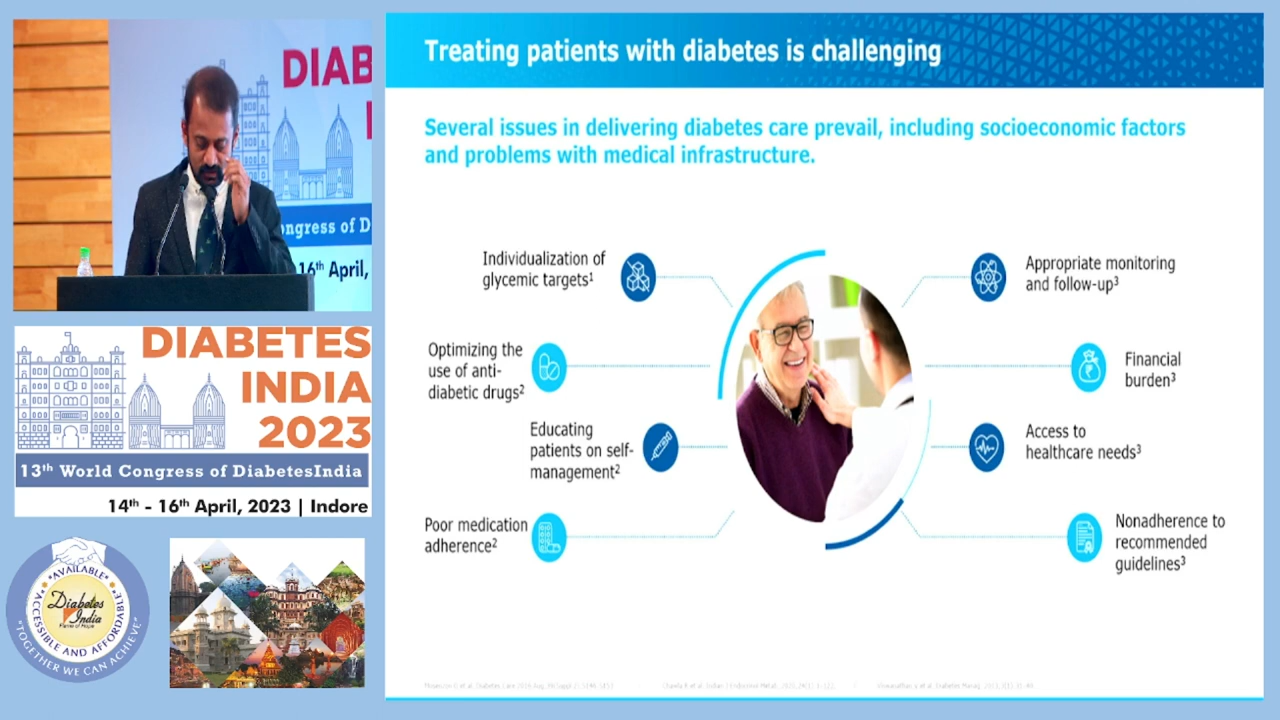 DIAB
ongress of D
16th April,
DIABETES
INDIA
2023
13th World Congress of DiabetesIndia
14th - 16th April, 2023 | Indore
"AVAILABLE"
"ACCESSIBLE AND AFFORDABLE"
Diabetes
India
"TOGETHER WE CAN ACHIEVE"
Treating patients with diabetes is challenging
Several issues in delivering diabetes care prevail, including socioeconomic factors
and problems with medical infrastructure.
Individualization of
glycemic targets1
Optimizing the
use of anti-
diabetic drugs2
Educating
patients on self-
management2
Poor medication
adherence2
Appropriate monitoring
and follow-up3
Financial
burden3
Access to
healthcare needs3
Nonadherence to
recommended
guidelines3